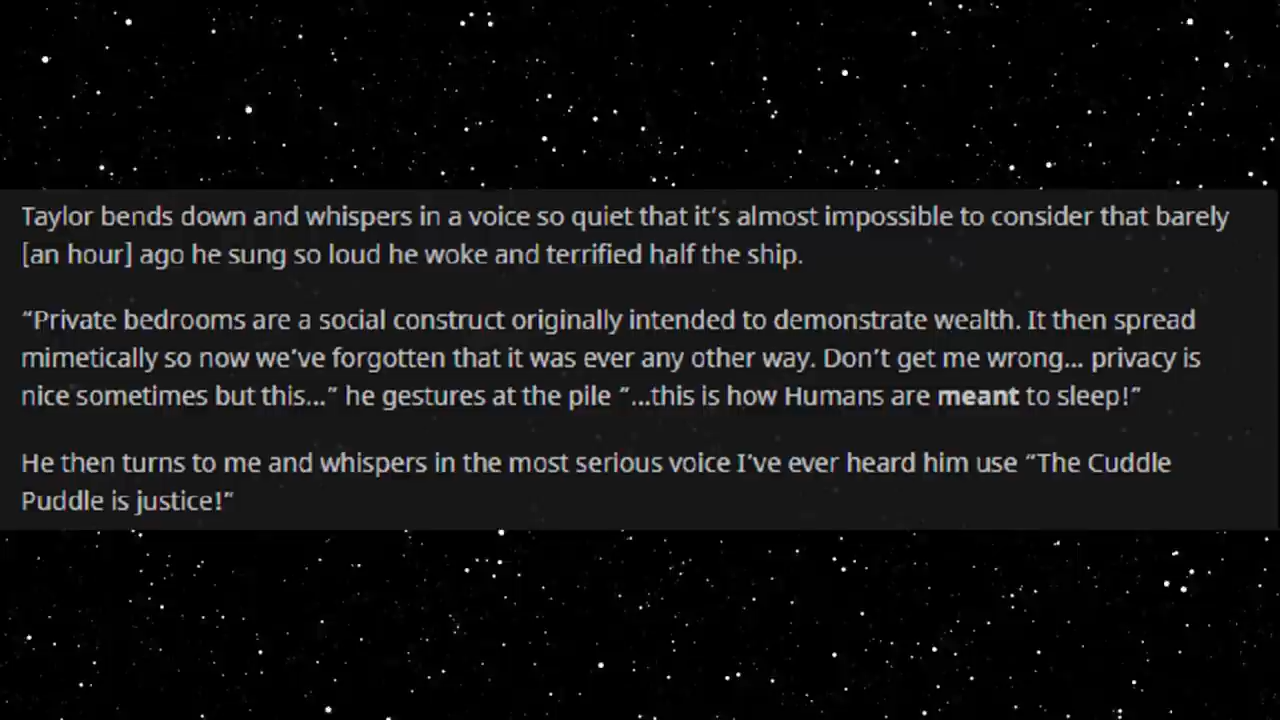 Taylor bends down and whispers in a voice so quiet that it’s almost impossible to consider that barely
[an hour] ago he sung so loud he woke and terrified half the ship.
“Private bedrooms are a social construct originally intended to demonstrate wealth. It then spread
mimetically so now we’ve forgotten that it was ever any other way. Don’t get me wrong... privacy is
nice sometimes but this...” he gestures at the pile “...this is how Humans are meant to sleep!”
He then turns to me and whispers in the most serious voice I’ve ever heard him use “The Cuddle
Puddle is justice!”